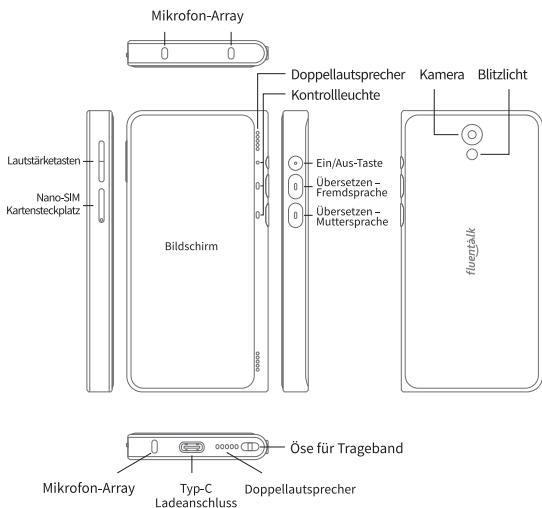 Mikrofon-Array
Doppellautsprecher
Kamera
Blitzlicht
Kontrollleuchte
Lautstärketasten
Ein/Aus-Taste
Übersetzen –
Fremdsprache
Nano-SIM
Kartensteckplatz
Übersetzen –
Muttersprache
Bildschirm
fluentalk
Öse für Trageband
Mikrofon-Array
Typ-C
Ladeanschluss
Doppellautsprecher